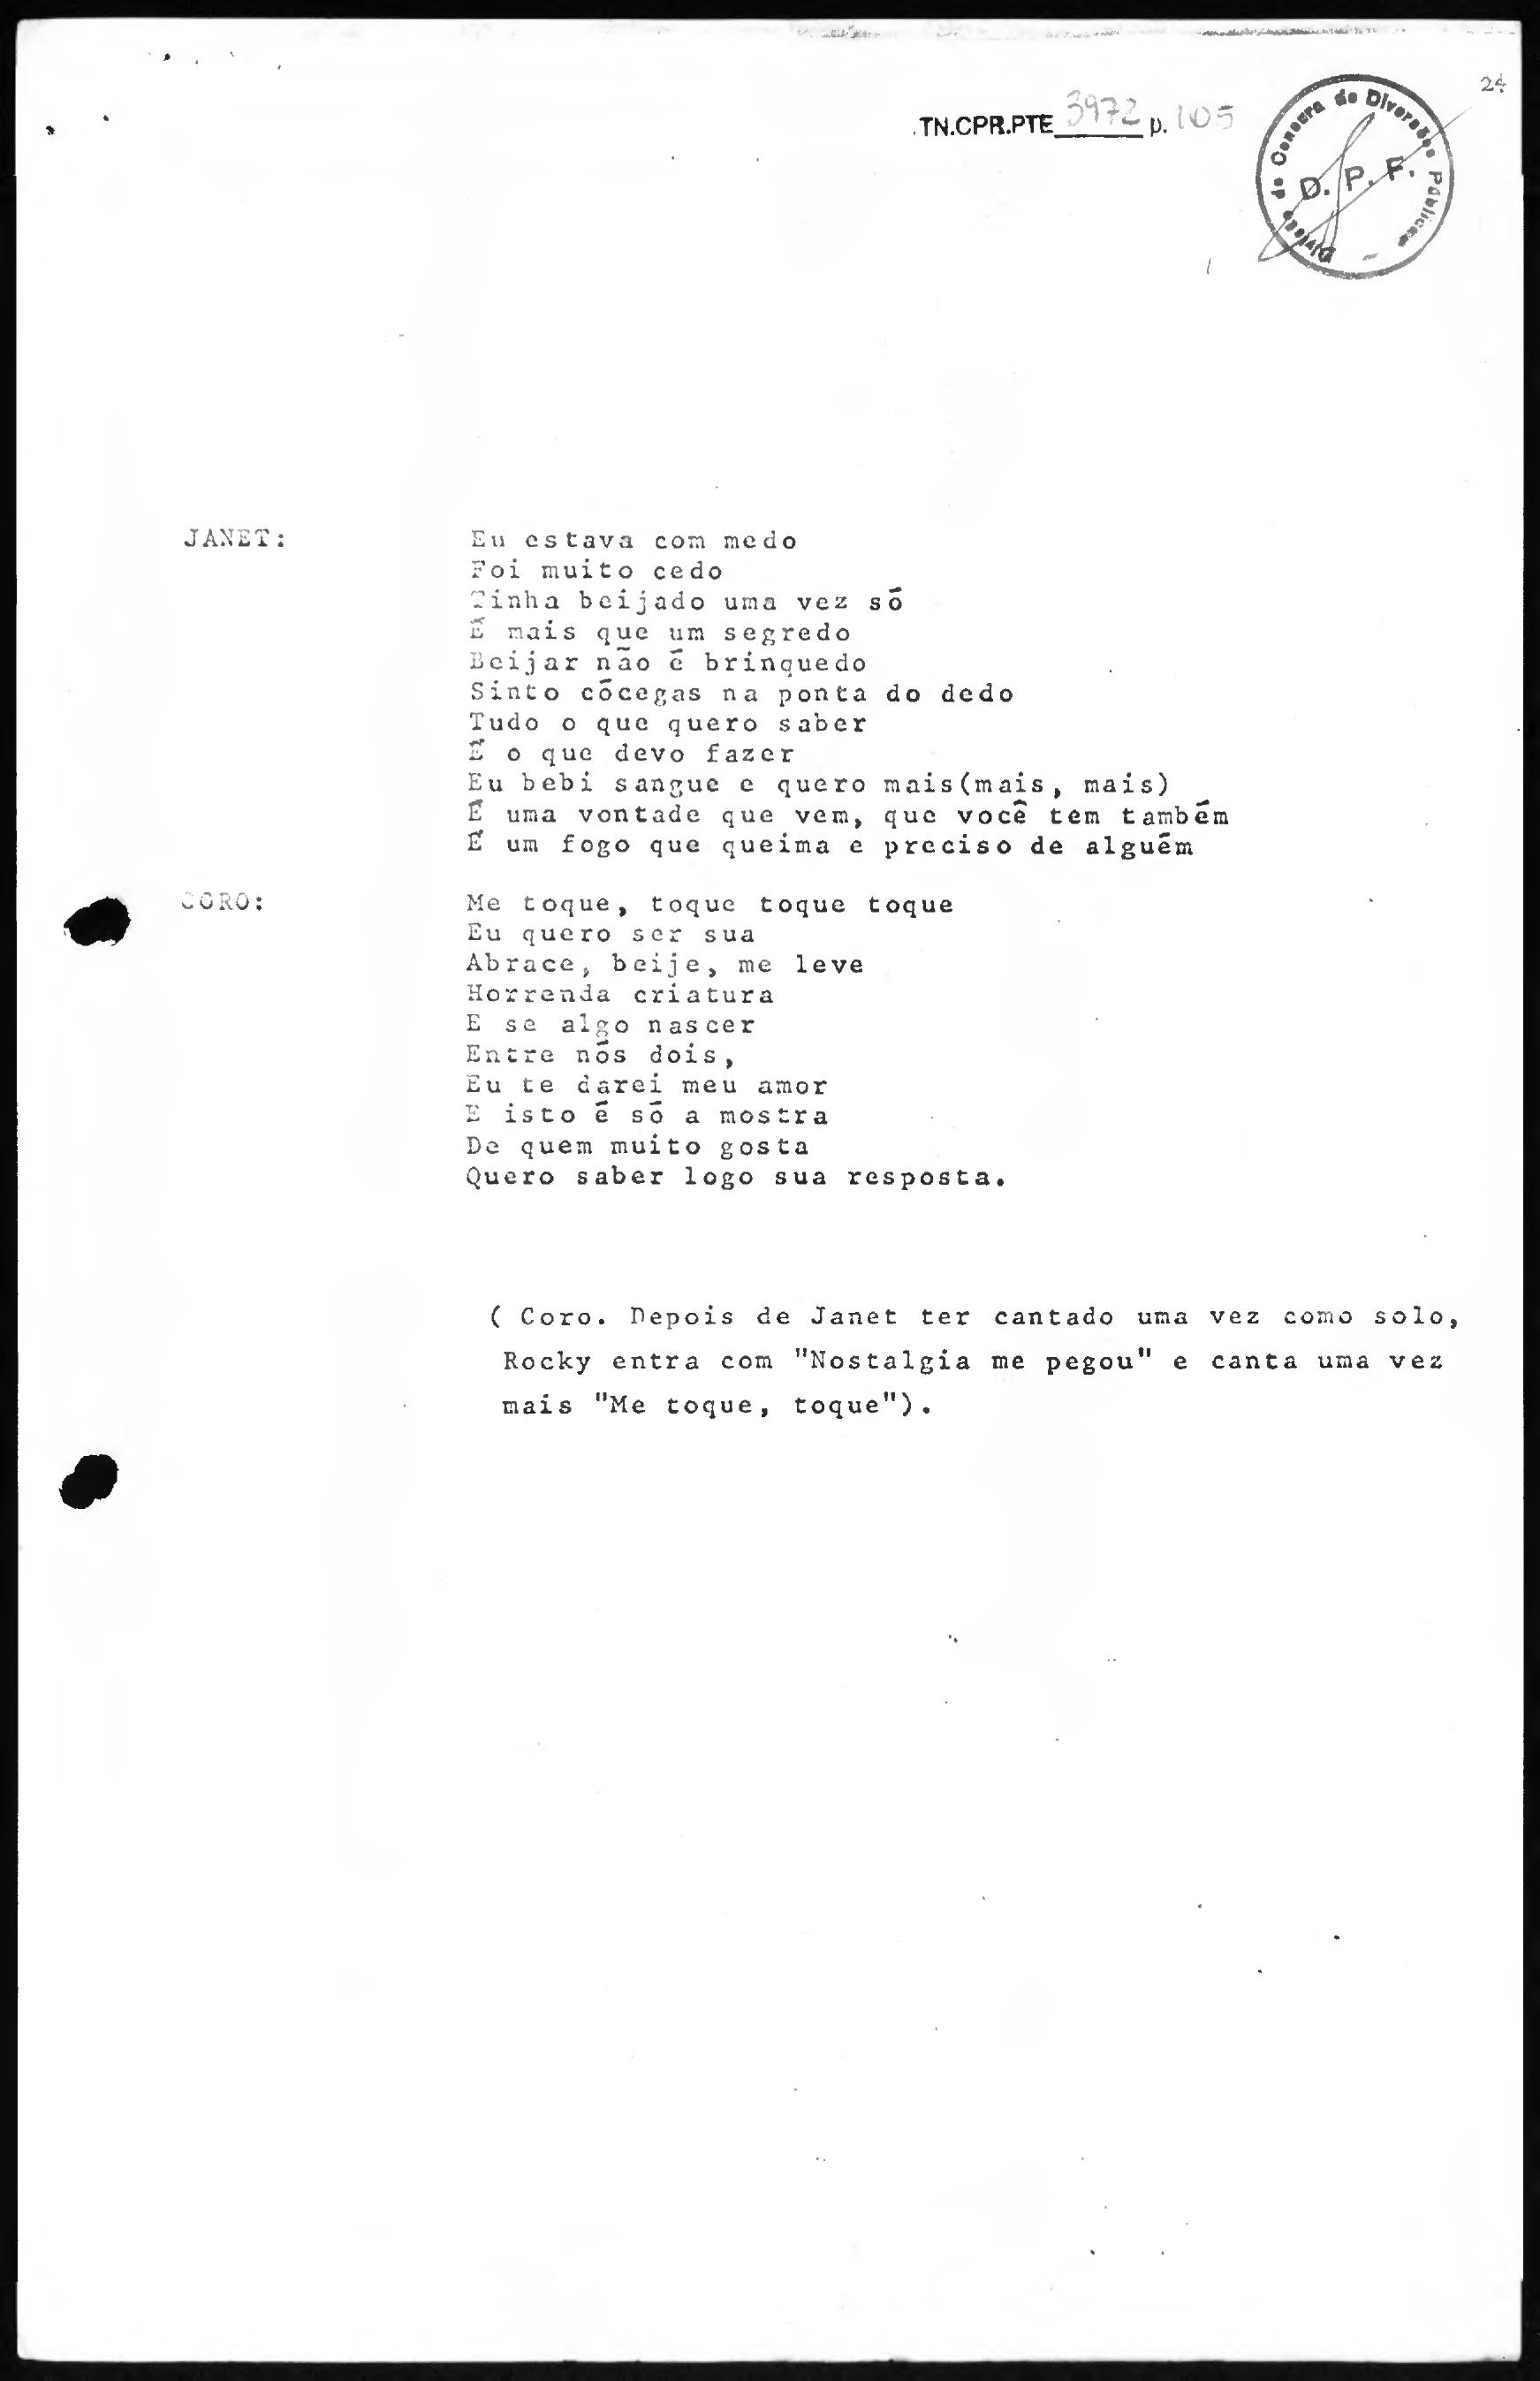 24
.TN.CPR.PTE 3972 p. 105
Divisão de Censura de Diversões Públicas
D. P. F.
JANET: Eu estava com medo
Foi muito cedo
Tinha beijado uma vez só
É mais que um segredo
Beijar não é brinquedo
Sinto cócegas na ponta do dedo
Tudo o que quero saber
É o que devo fazer
Eu bebi sangue e quero mais(mais, mais)
É uma vontade que vem, que você tem também
É um fogo que queima e preciso de alguém
CORO: Me toque, toque toque toque
Eu quero ser sua
Abrace, beije, me leve
Horrenda criatura
E se algo nascer
Entre nós dois,
Eu te darei meu amor
E isto é só a mostra
De quem muito gosta
Quero saber logo sua resposta.
( Coro. Depois de Janet ter cantado uma vez como solo,
Rocky entra com "Nostalgia me pegou" e canta uma vez
mais "Me toque, toque").